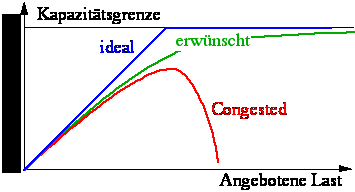 Kapazitätsgrenze
ideal
erwünscht
Congested
Angebotene Last